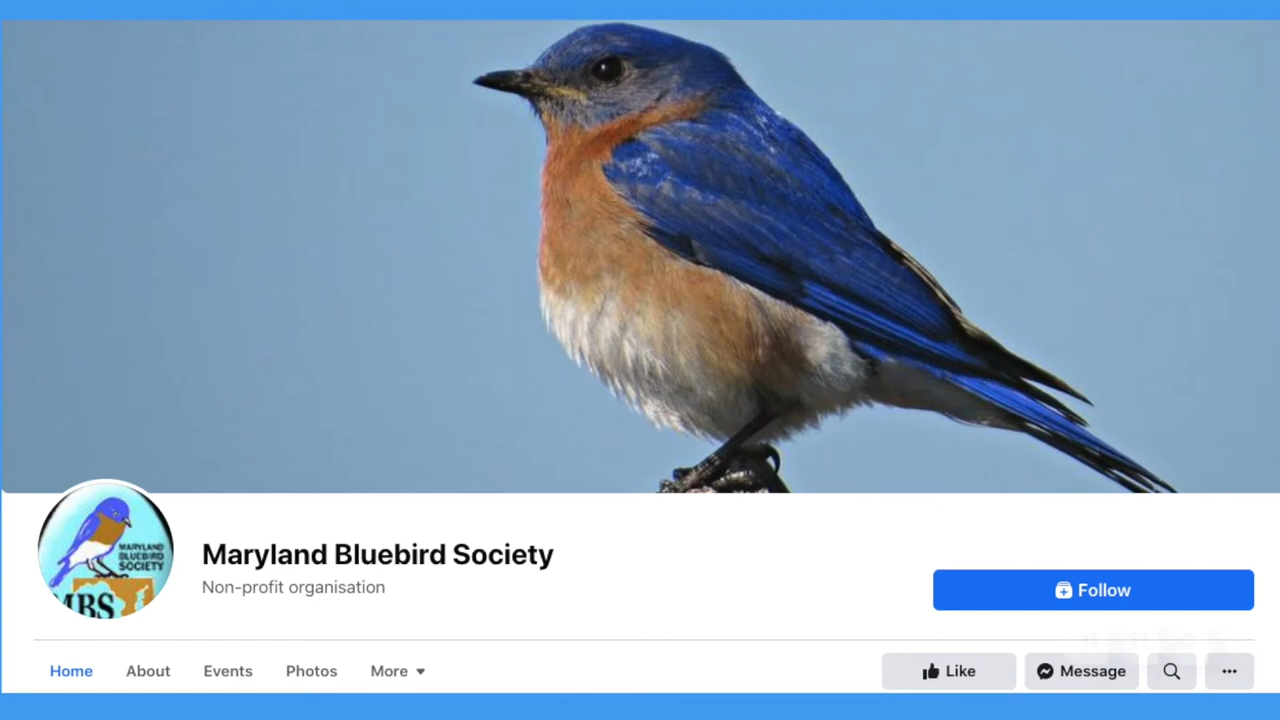 MARYLAND
BLUEBIRD
SOCIETY
MBS
Maryland Bluebird Society
Non-profit organisation
Follow
Home About Events Photos More
Like Message